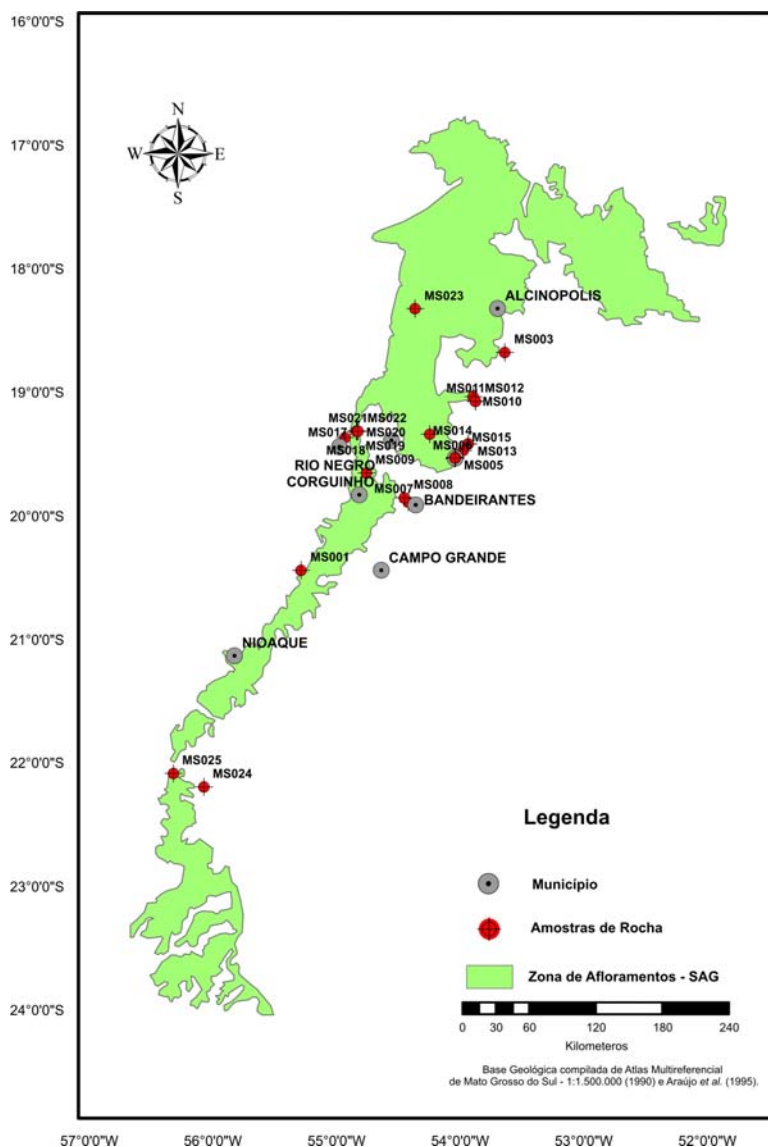 16°0'0"S
17°0'0"S
18°0'0"S
19°0'0"S
20°0'0"S
21°0'0"S
22°0'0"S
23°0'0"S
24°0'0"S
N
W E
S
MS023
ALCINOPOLIS
MS003
MS011MS012
MS010
MS021MS022
MS014
MS017
MS020
MS006
MS015
MS018
MS019
MS013
RIO NEGRO
MS009
MS005
CORGUINHO
MS007
MS008
BANDEIRANTES
MS001
CAMPO GRANDE
NIOAQUE
MS025
MS024
Legenda
Município
Amostras de Rocha
Zona de Afloramentos - SAG
0 30 60 120 180 240
Kilometeros
Base Geológica compilada de Atlas Multireferencial
de Mato Grosso do Sul - 1:1.500.000 (1990) e Araújo et al. (1995).
57°0'0"W 56°0'0"W 55°0'0"W 54°0'0"W 53°0'0"W 52°0'0"W